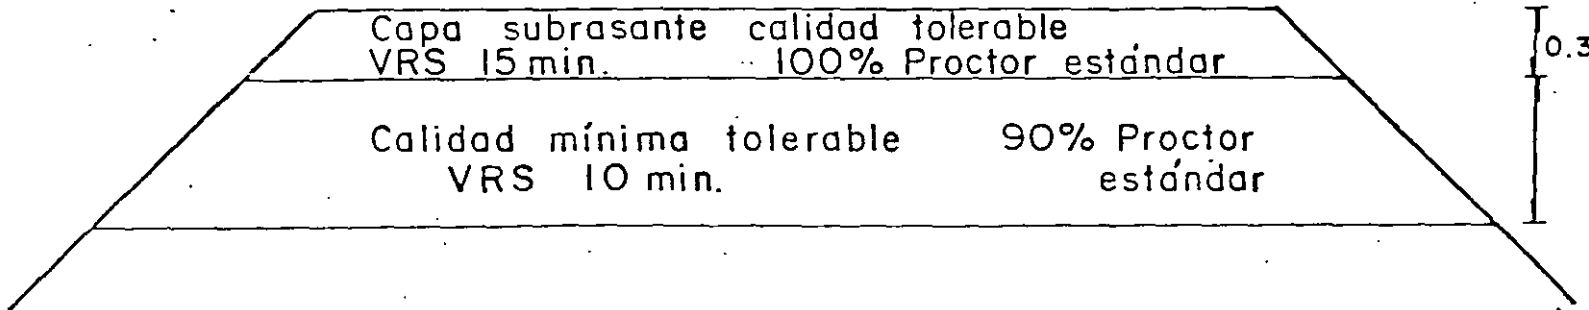 Capa subrasante calidad tolerable
VRS 15 min. 100% Proctor estándar
0.3
Calidad mínima tolerable 90% Proctor
VRS 10 min. estándar